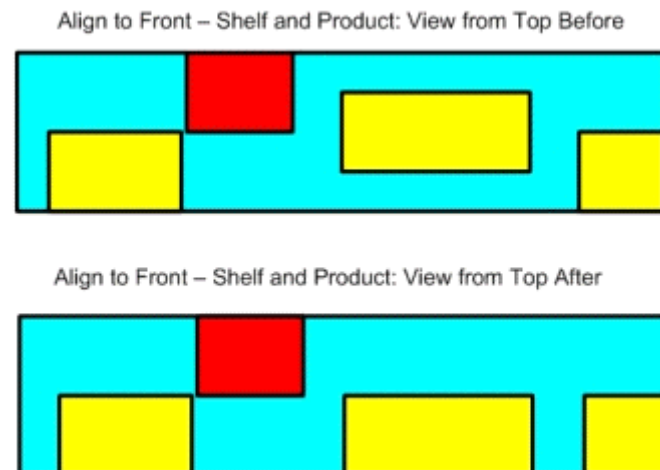 Align to Front – Shelf and Product: View from Top Before
Align to Front – Shelf and Product: View from Top After